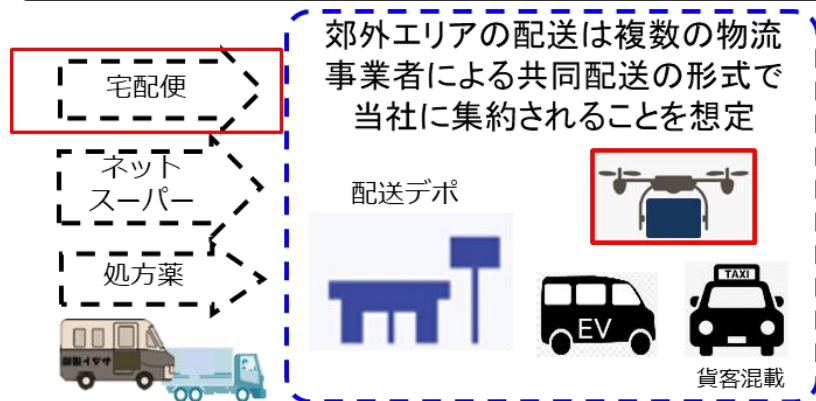 郊外エリアの配送は複数の物流
事業者による共同配送の形式で
当社に集約されることを想定
宅配便
ネット
スーパー
処方薬
配送デポ
EV
TAXI
貨客混載